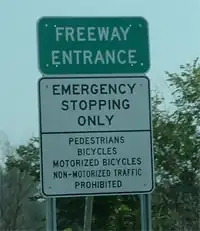 FREEWAY
ENTRANCE
EMERGENCY
STOPPING
ONLY
PEDESTRIANS
BICYCLES
MOTORIZED BICYCLES
NON-MOTORIZED TRAFFIC
PROHIBITED